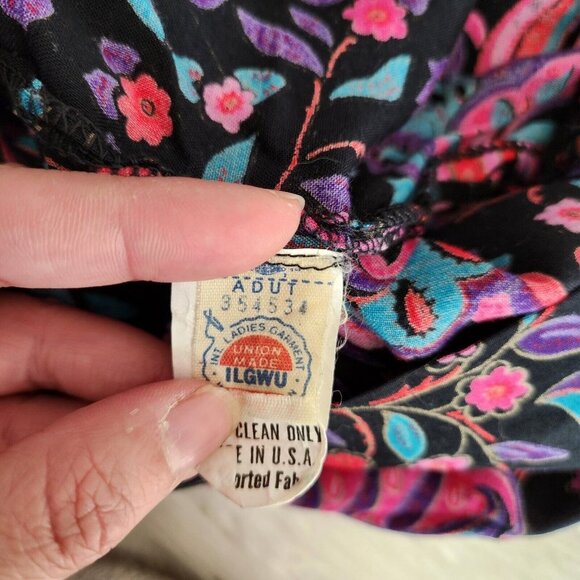 ADUT
354534
INT. LADIES GARMENT
UNION
MADE
ILGWU
CLEAN ONLY
E IN U.S.A
orted Fab